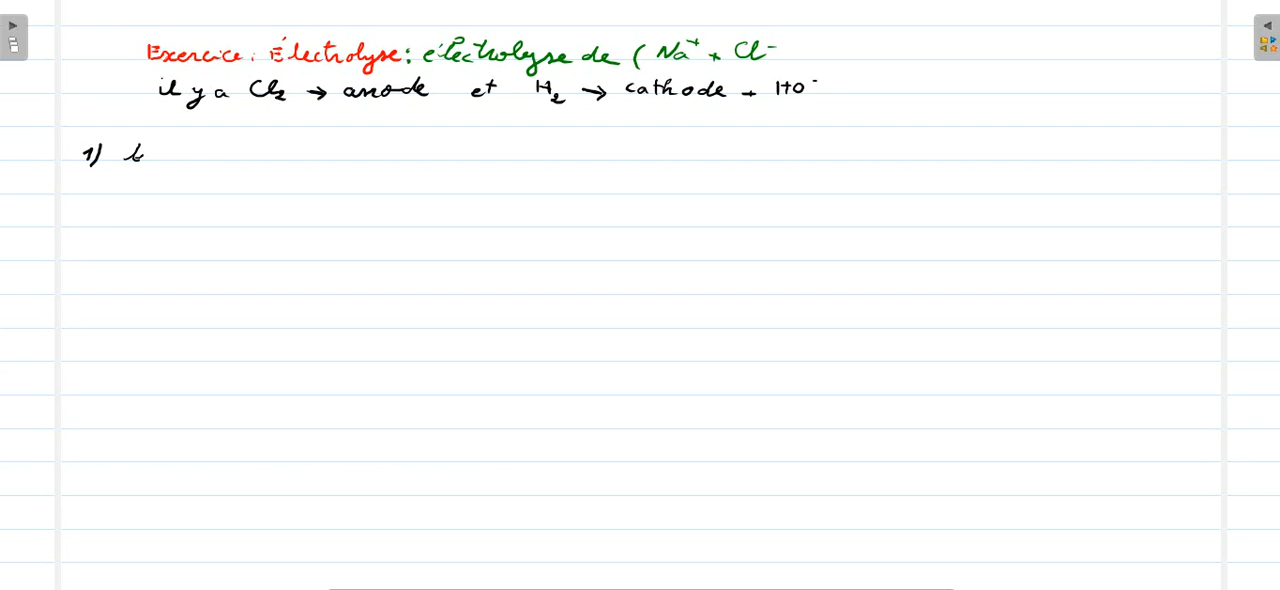 Exercice : Électrolyse : électrolyse de ( Na⁺ + Cl⁻
il y a Cl₂ → anode et H₂ → cathode + HO⁻
1)